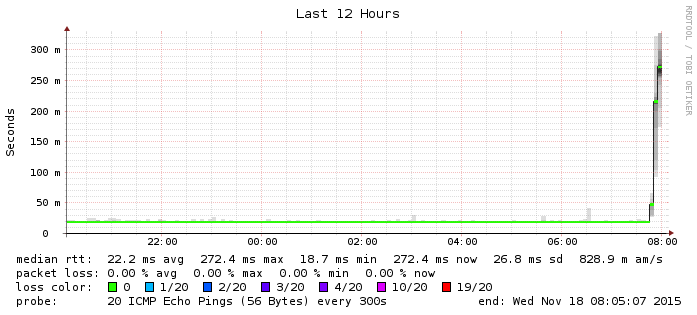 Last 12 Hours
RRDTOOL / TOBI OETIKER
Seconds
300 m
250 m
200 m
150 m
100 m
50 m
0
22:00 00:00 02:00 04:00 06:00 08:00
median rtt: 22.2 ms avg 272.4 ms max 18.7 ms min 272.4 ms now 26.8 ms sd 828.9 m am/s
packet loss: 0.00 % avg 0.00 % max 0.00 % min 0.00 % now
loss color: 0 1/20 2/20 3/20 4/20 10/20 19/20
probe: 20 ICMP Echo Pings (56 Bytes) every 300s end: Wed Nov 18 08:05:07 2015